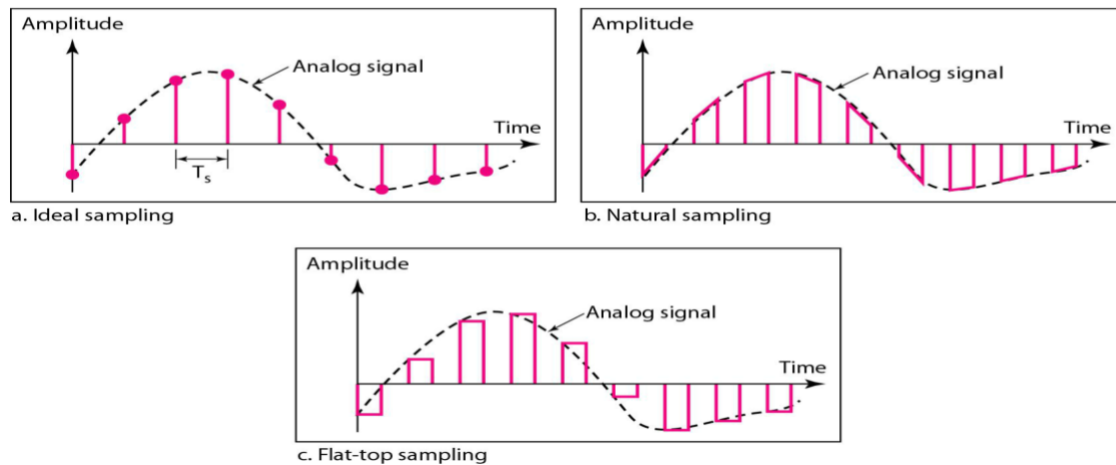 Amplitude
Analog signal
Time
Ts
a. Ideal sampling
Amplitude
Analog signal
Time
b. Natural sampling
Amplitude
Analog signal
Time
c. Flat-top sampling